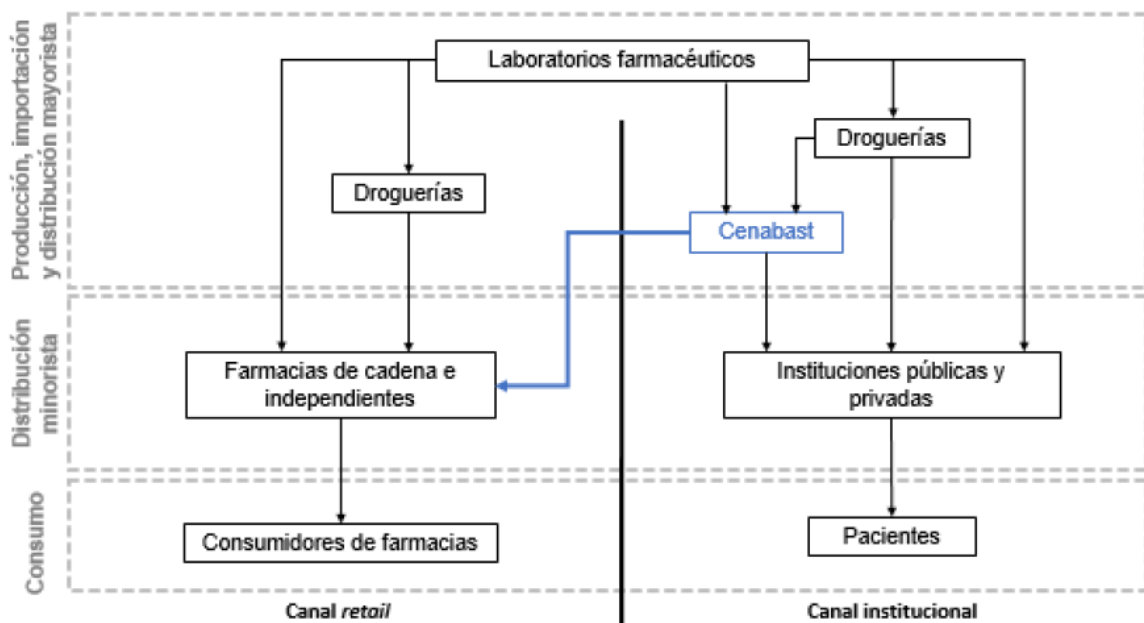 Producción, importación
y distribución mayorista
Laboratorios farmacéuticos
Droguerías
Droguerías
Cenabast
Distribución
minorista
Farmacias de cadena e
independientes
Instituciones públicas y
privadas
Consumo
Consumidores de farmacias
Pacientes
Canal retail
Canal institucional